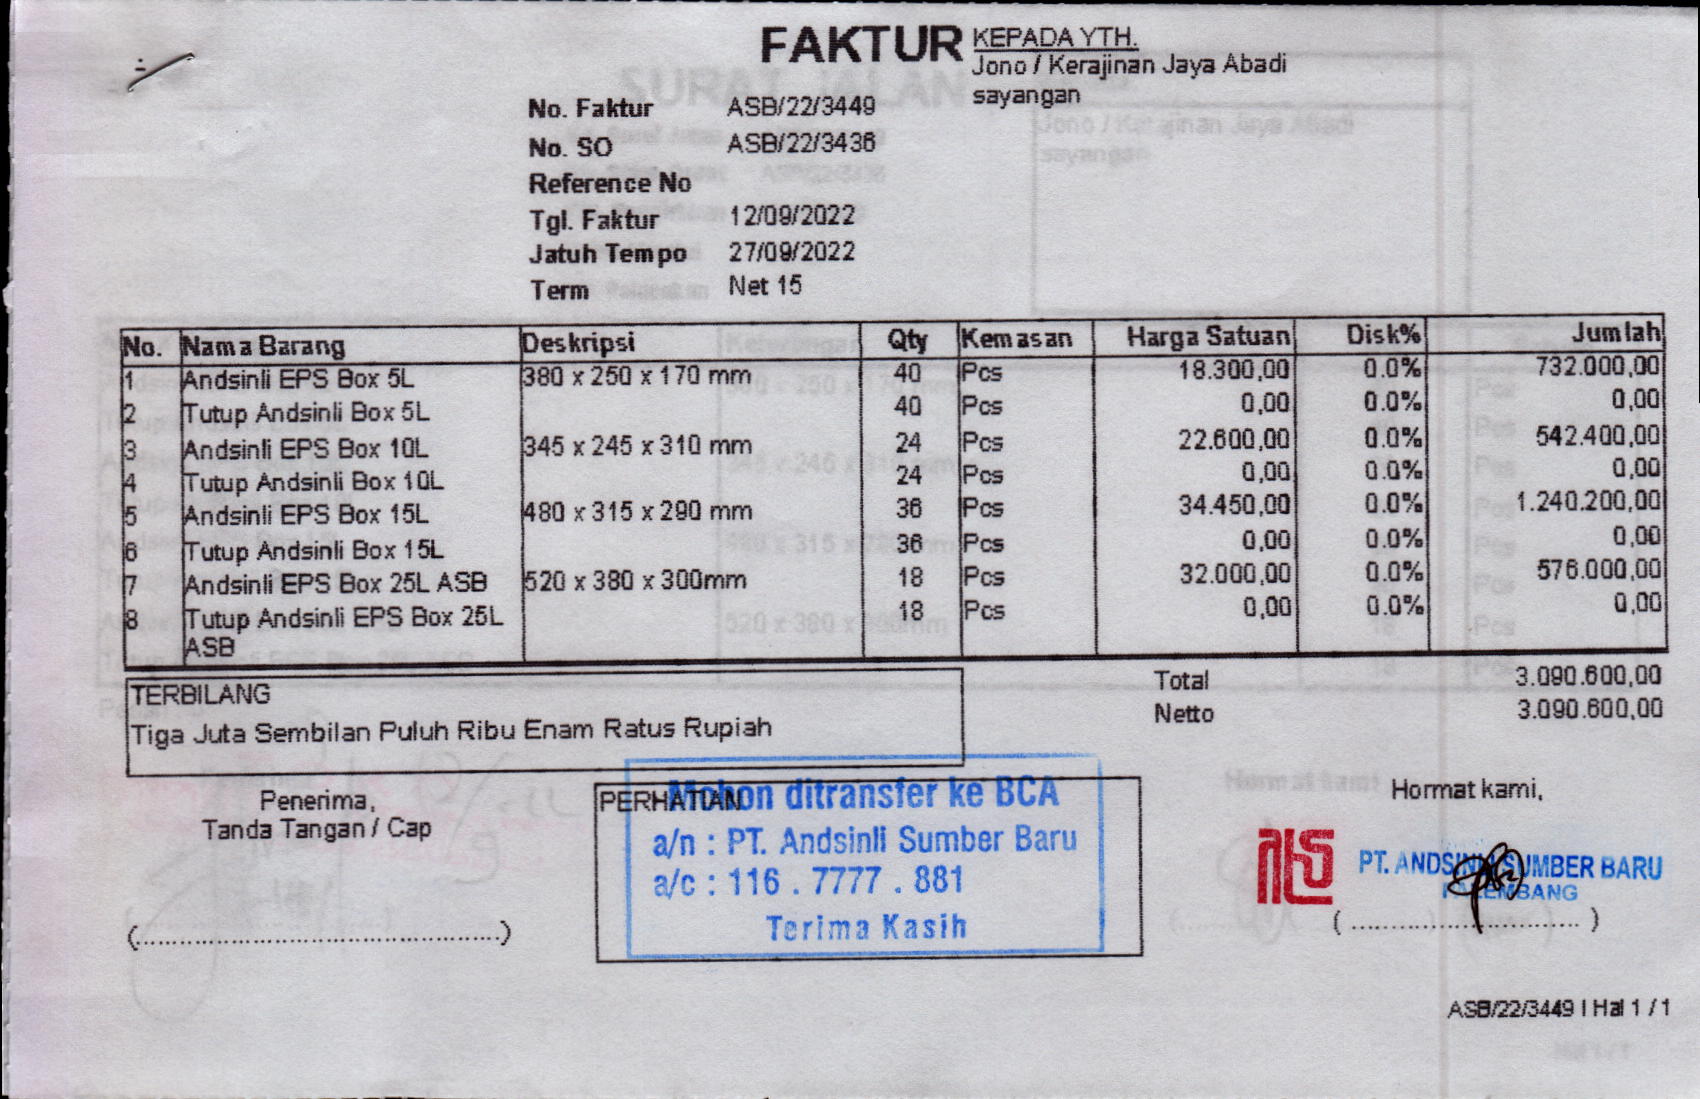 FAKTUR
KEPADA YTH.
Jono / Kerajinan Jaya Abadi
sayangan
No. Faktur ASB/22/3449
No. SO ASB/22/3436
Reference No
Tgl. Faktur 12/09/2022
Jatuh Tempo 27/09/2022
Term Net 15
No. Nama Barang Deskripsi Qty Kemasan Harga Satuan Disk% Jumlah
1 Andsinli EPS Box 5L 380 x 250 x 170 mm 40 Pcs 18.300,00 0.0% 732.000,00
2 Tutup Andsinli Box 5L 40 Pcs 0,00 0.0% 0,00
3 Andsinli EPS Box 10L 345 x 245 x 310 mm 24 Pcs 22.600,00 0.0% 542.400,00
4 Tutup Andsinli Box 10L 24 Pcs 0,00 0.0% 0,00
5 Andsinli EPS Box 15L 480 x 315 x 290 mm 36 Pcs 34.450,00 0.0% 1.240.200,00
6 Tutup Andsinli Box 15L 36 Pcs 0,00 0.0% 0,00
7 Andsinli EPS Box 25L ASB 520 x 380 x 300mm 18 Pcs 32.000,00 0.0% 576.000,00
8 Tutup Andsinli EPS Box 25L 18 Pcs 0,00 0.0% 0,00
ASB
Total 3.090.600,00
Netto 3.090.600,00
TERBILANG
Tiga Juta Sembilan Puluh Ribu Enam Ratus Rupiah
Penerima,
Tanda Tangan / Cap
(................................................)
PERHATIAN
Mohon ditransfer ke BCA
a/n : PT. Andsinli Sumber Baru
a/c : 116 . 7777 . 881
Terima Kasih
Hormat kami,
PT. ANDSINLI SUMBER BARU
PALEMBANG
( ............................... )
ASB/22/3449 I Hal 1 / 1